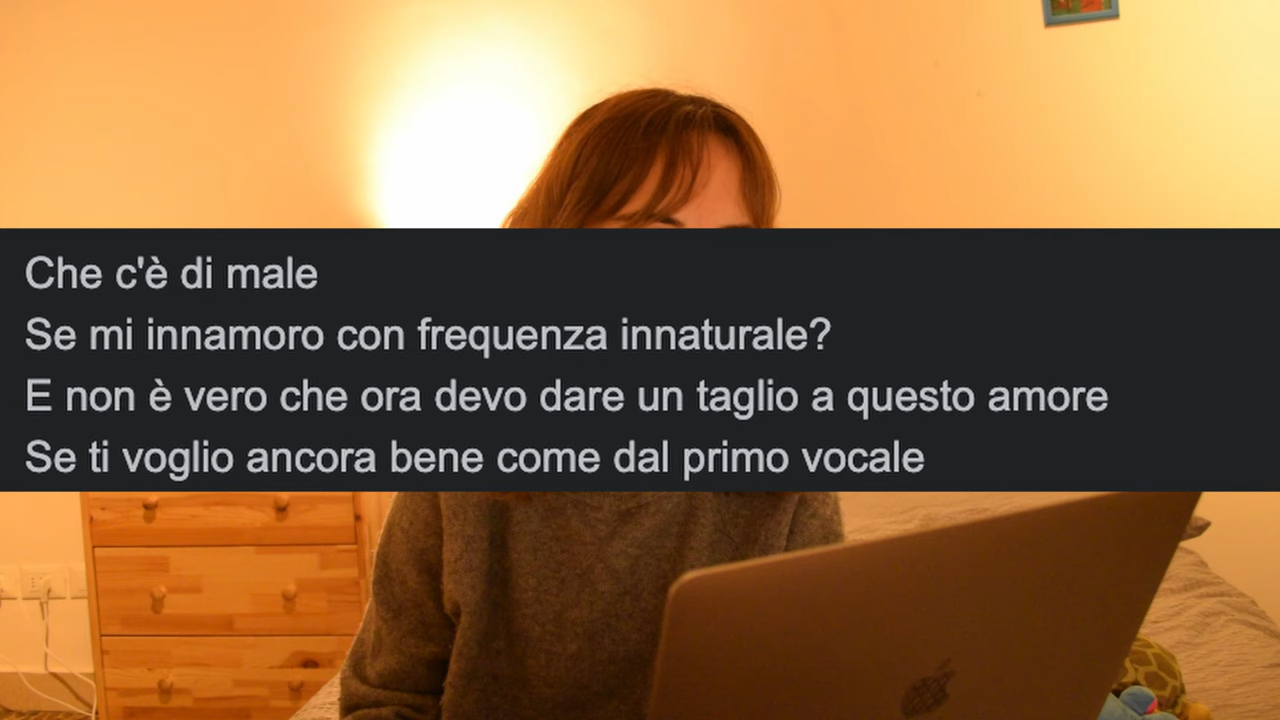 Che c'è di male
Se mi innamoro con frequenza innaturale?
E non è vero che ora devo dare un taglio a questo amore
Se ti voglio ancora bene come dal primo vocale